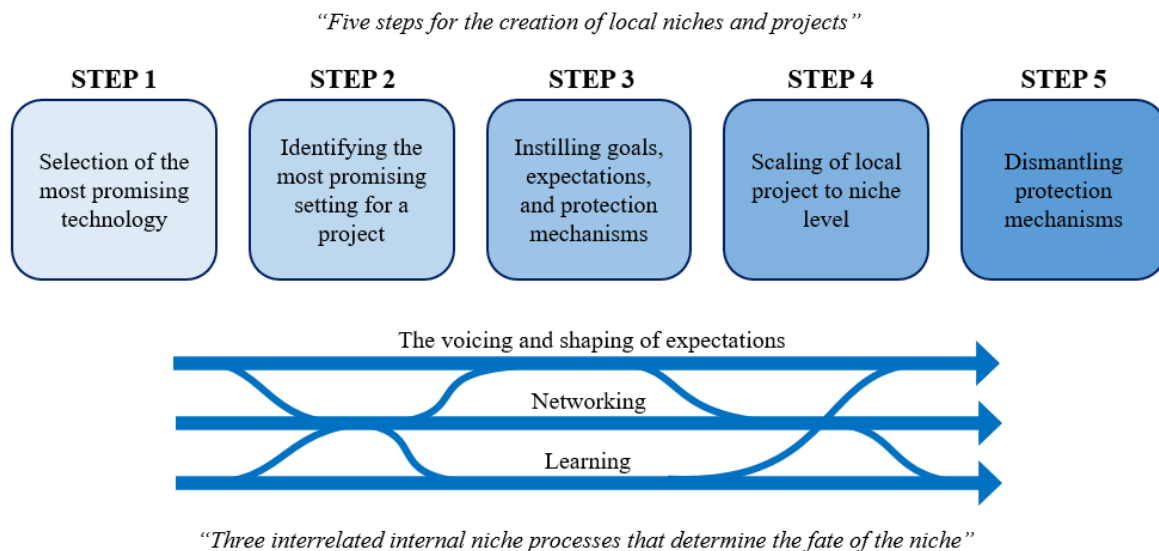 “Five steps for the creation of local niches and projects”
STEP 1
Selection of the
most promising
technology
STEP 2
Identifying the
most promising
setting for a
project
STEP 3
Instilling goals,
expectations,
and protection
mechanisms
STEP 4
Scaling of local
project to niche
level
STEP 5
Dismantling
protection
mechanisms
The voicing and shaping of expectations
Networking
Learning
“Three interrelated internal niche processes that determine the fate of the niche”